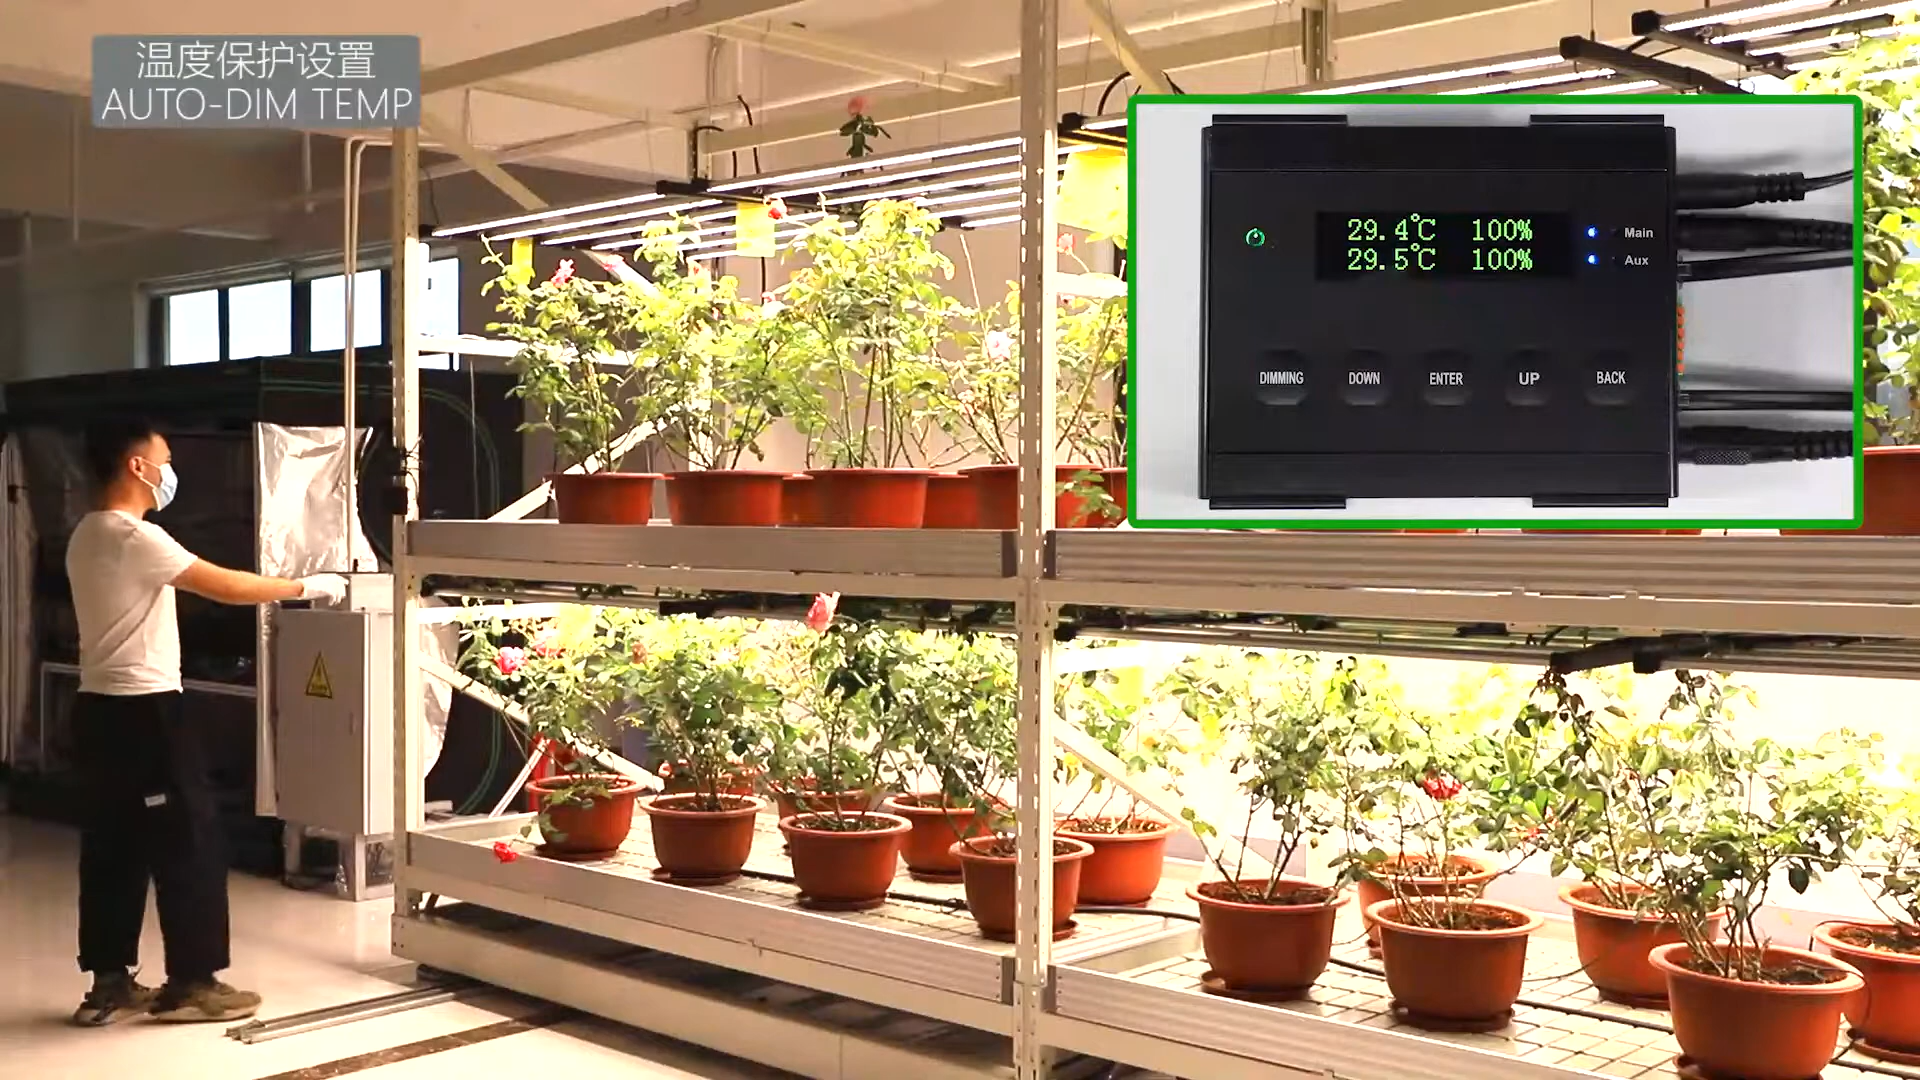 温度保护设置
AUTO-DIM TEMP
29.4℃ 100%
29.5℃ 100%
Main
Aux
DIMMING DOWN ENTER UP BACK